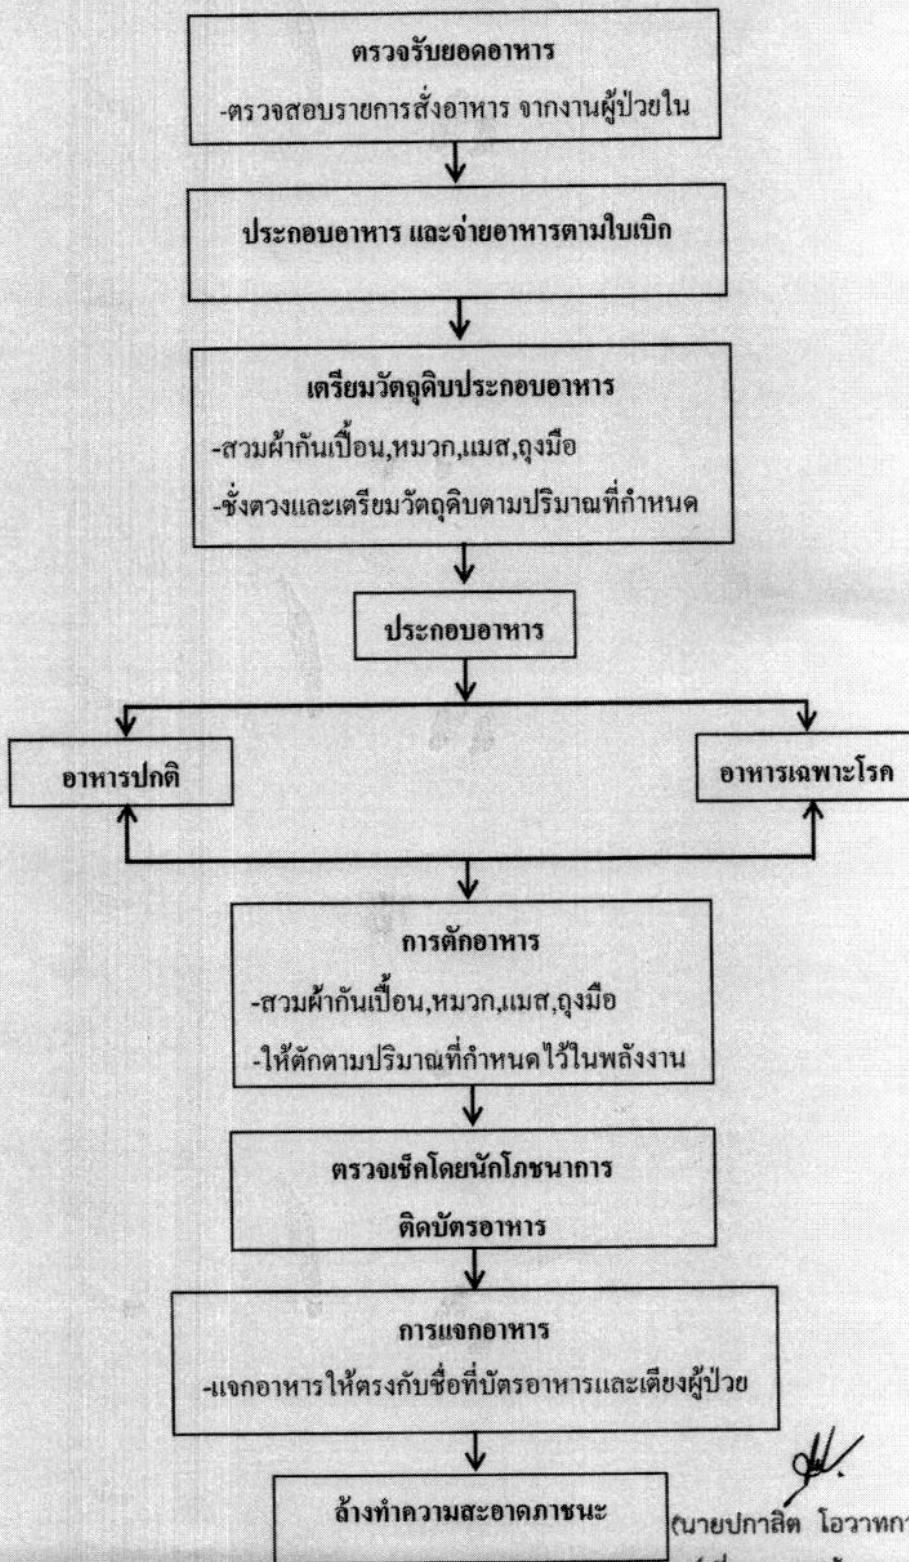 ตรวจรับยอดอาหาร
-ตรวจสอบรายการสั่งอาหาร จากงานผู้ป่วยใน
ประกอบอาหาร และจ่ายอาหารตามใบเบิก
เตรียมวัตถุดิบประกอบอาหาร
-สวมผ้ากันเปื้อน,หมวก,แมส,ถุงมือ
-ชั่งตวงและเตรียมวัตถุดิบตามปริมาณที่กำหนด
ประกอบอาหาร
อาหารปกติ
อาหารเฉพาะโรค
การตักอาหาร
-สวมผ้ากันเปื้อน,หมวก,แมส,ถุงมือ
-ให้ตักตามปริมาณที่กำหนดไว้ในพลังงาน
ตรวจเช็คโดยนักโภชนาการ
ติดบัตรอาหาร
การแจกอาหาร
-แจกอาหารให้ตรงกับชื่อที่บัตรอาหารและเตียงผู้ป่วย
ล้างทำความสะอาดภาชนะ
(นายปกาสิต โอวาทกา